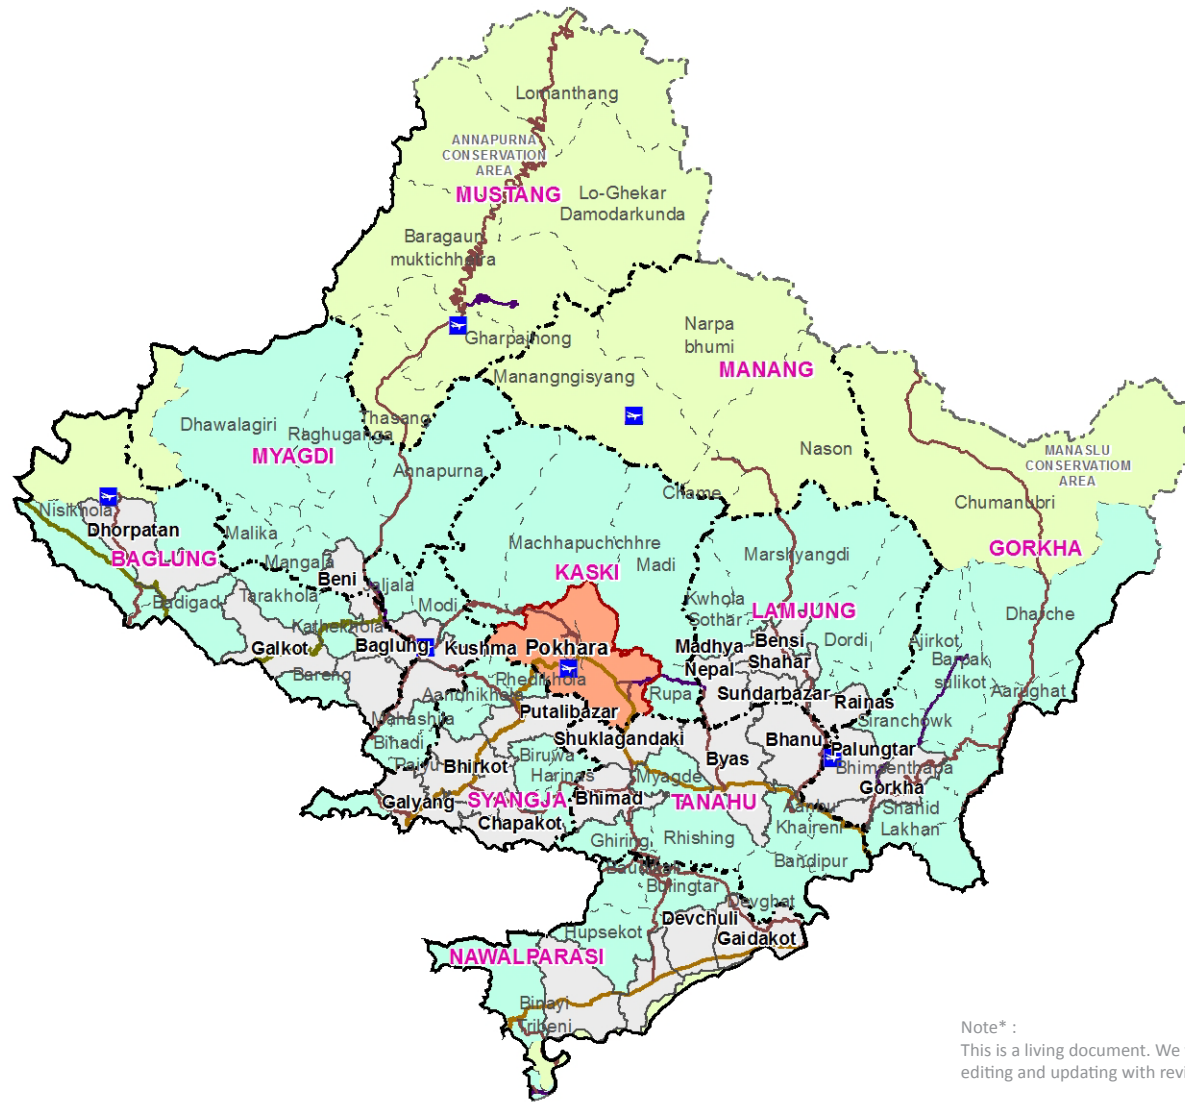 Lomanthang
ANNAPURNA
CONSERVATION
AREA
MUSTANG
Lo-Ghekar
Damodarkunda
Baragaun
muktichhetra
Gharpajhong
Narpa
bhumi
MANANG
Manangngisyang
Thasang
Dhawalagiri
Raghuganga
MYAGDI
Annapurna
Nason
MANASLU
CONSERVATIOM
AREA
Chame
Chumanubri
Nisikhola
Dhorpatan
Malika
BAGLUNG
Mangala
Beni
Jaljala
Machhapuchchhre
Madi
KASKI
Marshyangdi
GORKHA
Badigad
Tarakhola
Modi
Kwhola
Sothar
LAMJUNG
Dharche
Kathekhola
Galkot
Baglung
Kushma
Pokhara
Madhya
Nepal
Bensi
Shahar
Dordi
Ajirkot
Barpak
sulikot
Bareng
Phedikhola
Aandhikhola
Rupa
Sundarbazar
Rainas
Aarughat
Mahashila
Putalibazar
Siranchowk
Bihadi
Shuklagandaki
Bhanu
Palungtar
Paiyu
Bhirkot
Biruwa
Harinas
Myagde
Byas
Bhimsenthapa
Gorkha
Galyang
SYANGJA
Bhimad
TANAHU
Chapakot
Aanbu
Khaireni
Shahid
Lakhan
Ghiring
Rhishing
Bandipur
Bulingtar
Devghat
Devchuli
Gaidakot
Hupsekot
NAWALPARASI
Binayi
Tribeni
Note* :
This is a living document. We
editing and updating with revi